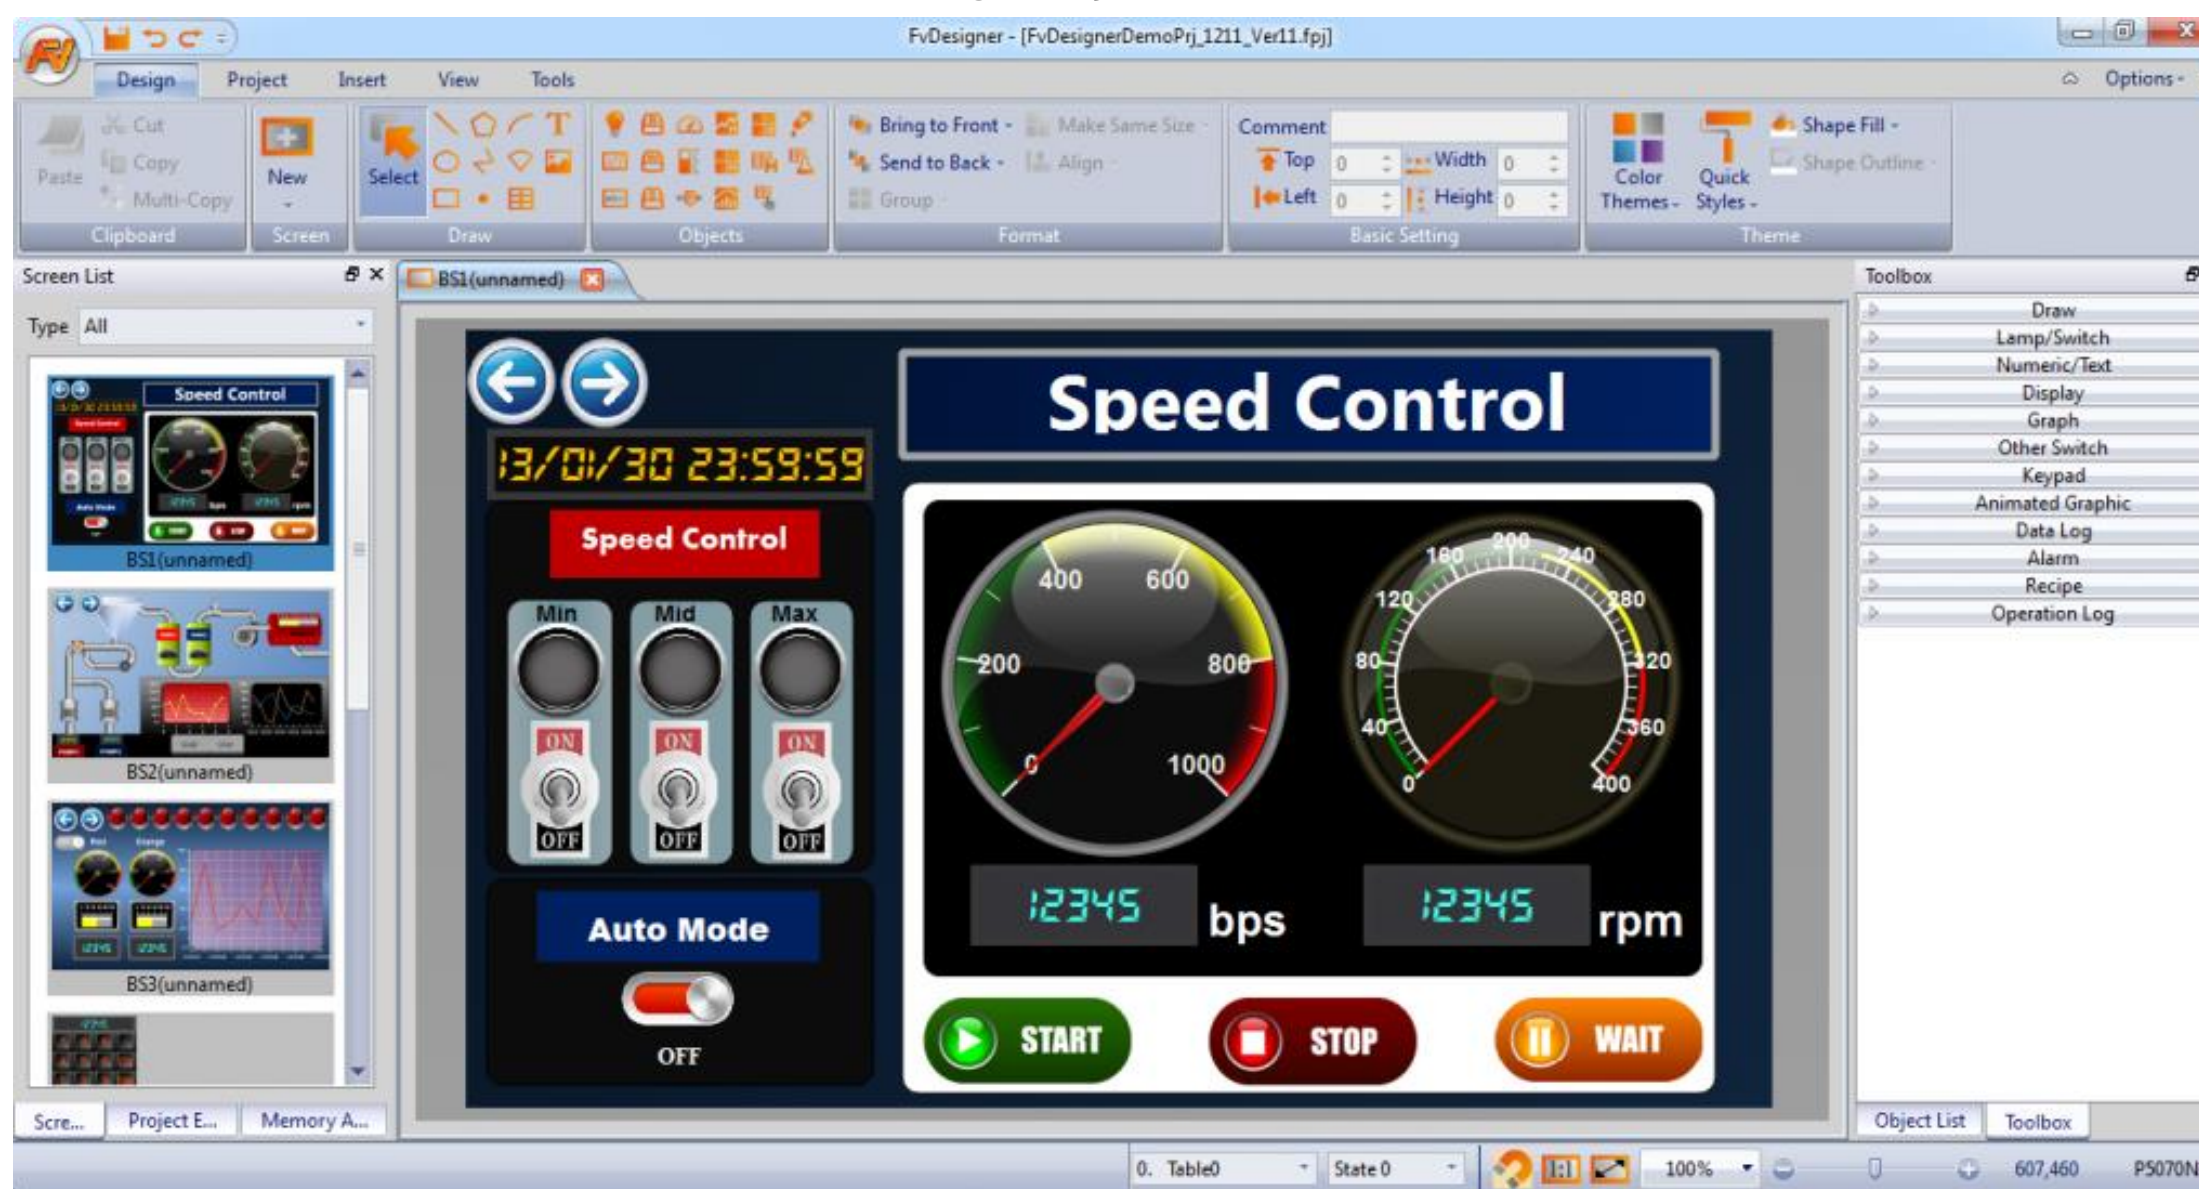 FvDesigner - [FvDesignerDemoPrj_1211_Ver11.fpj]
Design Project Insert View Tools Options
Paste
Cut
Copy
Multi-Copy
Clipboard
New
Screen
Select
Draw
Objects
Bring to Front Make Same Size
Send to Back Align
Group
Format
Comment
Top 0 Width 0
Left 0 Height 0
Basic Setting
Color Themes
Quick Styles
Shape Fill
Shape Outline
Theme
Screen List
Type All
Speed Control
BS1(unnamed)
BS2(unnamed)
BS3(unnamed)
Scre... Project E... Memory A...
BS1(unnamed)
Speed Control
13/01/30 23:59:59
Speed Control
Min Mid Max
ON ON ON
OFF OFF OFF
Auto Mode
OFF
0 200 400 600 800 1000
0 40 80 120 160 200 240 280 320 360 400
12345 bps
12345 rpm
START STOP WAIT
Toolbox
Draw
Lamp/Switch
Numeric/Text
Display
Graph
Other Switch
Keypad
Animated Graphic
Data Log
Alarm
Recipe
Operation Log
Object List Toolbox
0. Table0 State 0 1:1 100% 607,460 P5070N